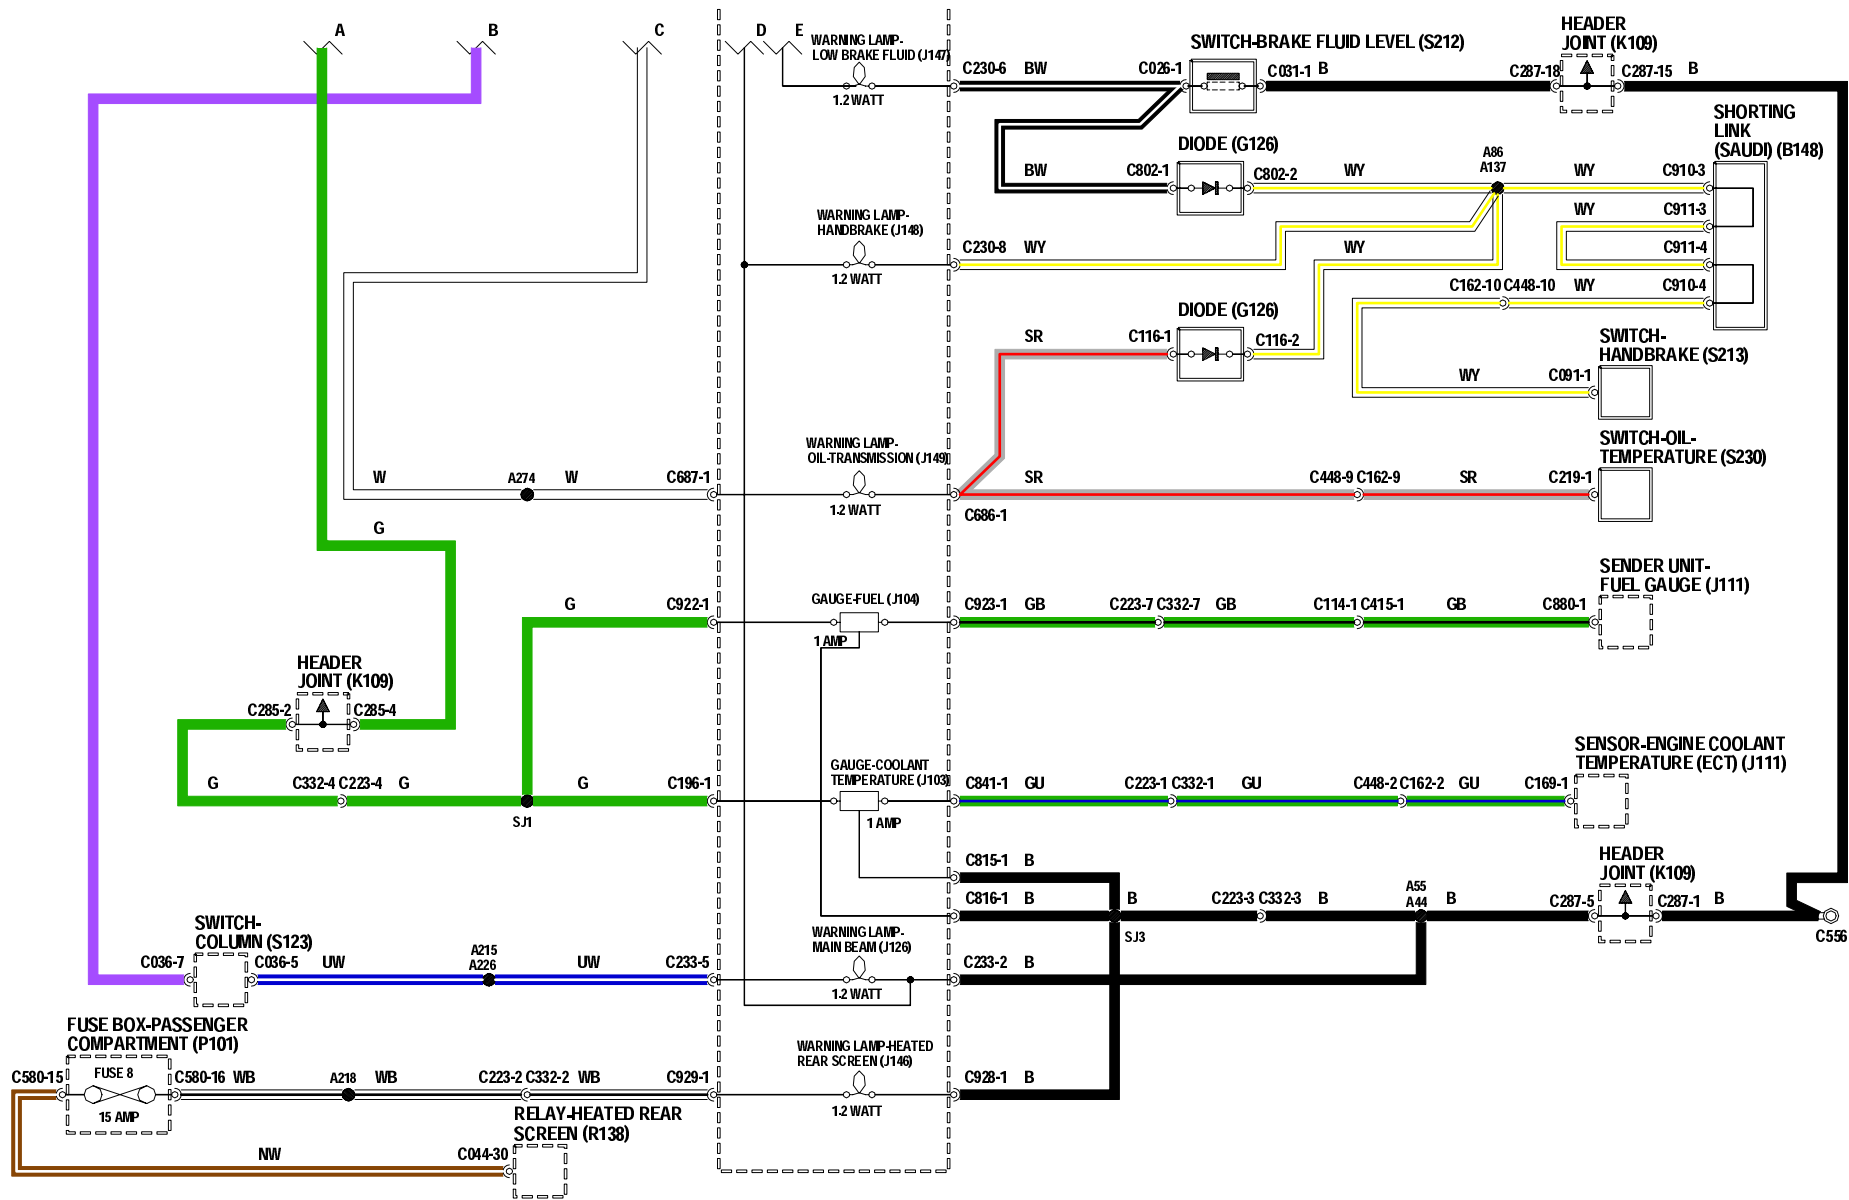 A
B
C
D
E
WARNING LAMP-
LOW BRAKE FLUID (J147)
1.2 WATT
C230-6
BW
C026-1
SWITCH-BRAKE FLUID LEVEL (S212)
C031-1
B
HEADER
JOINT (K109)
C287-18
C287-15
B
SHORTING
LINK
(SAUDI) (B148)
DIODE (G126)
BW
C802-1
C802-2
WY
A86
A137
WY
C910-3
WY
C911-3
C911-4
WARNING LAMP-
HANDBRAKE (J148)
1.2 WATT
C230-8
WY
WY
C162-10
C448-10
WY
C910-4
DIODE (G126)
SR
C116-1
C116-2
SWITCH-
HANDBRAKE (S213)
WY
C091-1
W
A274
W
C687-1
WARNING LAMP-
OIL-TRANSMISSION (J149)
1.2 WATT
SR
C686-1
C448-9
C162-9
SR
C219-1
SWITCH-OIL-
TEMPERATURE (S230)
G
G
C922-1
GAUGE-FUEL (J104)
1 AMP
C923-1
GB
C223-7
C332-7
GB
C114-1
C415-1
GB
C880-1
SENDER UNIT-
FUEL GAUGE (J111)
HEADER
JOINT (K109)
C285-2
C285-4
G
C332-4
C223-4
G
SJ1
G
C196-1
GAUGE-COOLANT
TEMPERATURE (J103)
1 AMP
C841-1
GU
C223-1
C332-1
GU
C448-2
C162-2
GU
C169-1
SENSOR-ENGINE COOLANT
TEMPERATURE (ECT) (J111)
C815-1
B
C816-1
B
B
SJ3
C223-3
C332-3
B
A55
A44
B
C287-5
HEADER
JOINT (K109)
C287-1
B
C556
SWITCH-
COLUMN (S123)
C036-7
C036-5
UW
A215
A226
UW
C233-5
WARNING LAMP-
MAIN BEAM (J126)
1.2 WATT
C233-2
B
FUSE BOX-PASSENGER
COMPARTMENT (P101)
C580-15
FUSE 8
15 AMP
C580-16
WB
A218
WB
C223-2
C332-2
WB
C929-1
WARNING LAMP-HEATED
REAR SCREEN (J146)
1.2 WATT
C928-1
B
RELAY-HEATED REAR
SCREEN (R138)
NW
C044-30